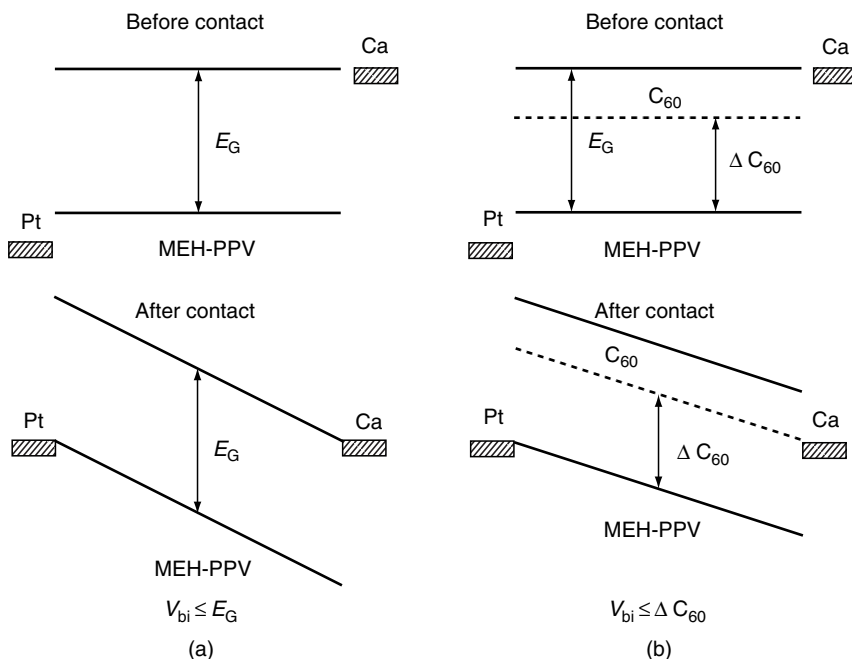 Before contact
Ca
E_G
Pt
MEH-PPV
After contact
Pt
Ca
E_G
MEH-PPV
V_bi ≤ E_G
(a)
Before contact
Ca
C_60
E_G
Δ C_60
Pt
MEH-PPV
After contact
C_60
Pt
Ca
Δ C_60
MEH-PPV
V_bi ≤ Δ C_60
(b)